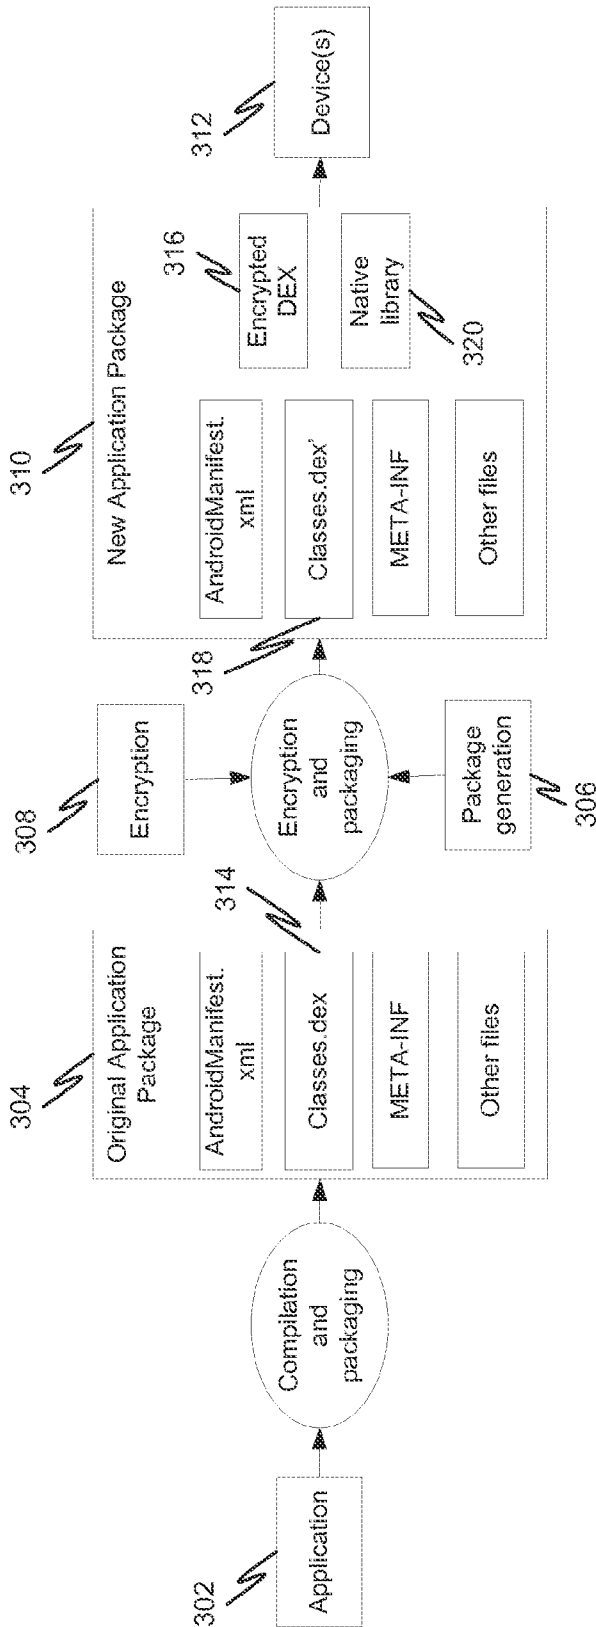 302
Application
Compilation
and
packaging
304
Original Application
Package
AndroidManifest.
xml
Classes.dex
META-INF
Other files
314
308
Encryption
Encryption
and
packaging
Package
generation
306
310
New Application Package
318
AndroidManifest.
xml
Classes.dex'
META-INF
Other files
316
Encrypted
DEX
Native
library
320
312
Device(s)